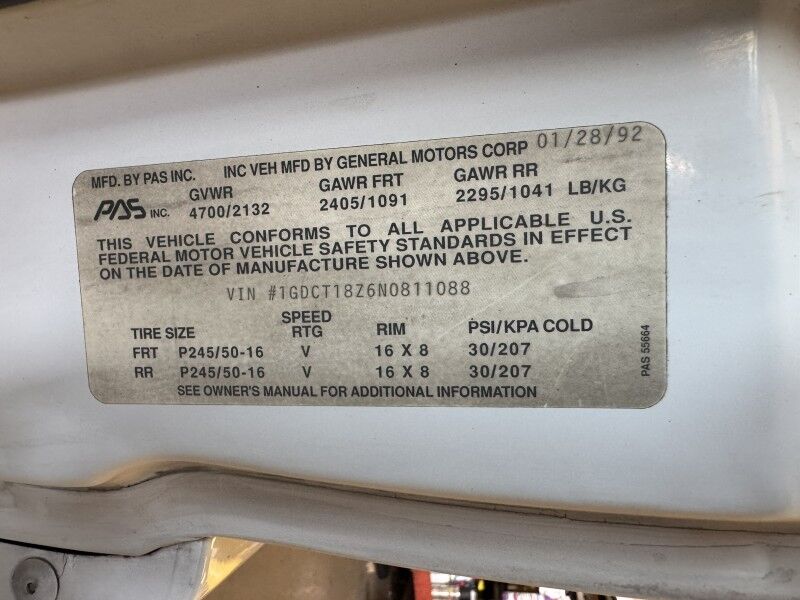 MFD. BY PAS INC. INC VEH MFD BY GENERAL MOTORS CORP 01/28/92
PAS INC. GVWR GAWR FRT GAWR RR
4700/2132 2405/1091 2295/1041 LB/KG
THIS VEHICLE CONFORMS TO ALL APPLICABLE U.S.
FEDERAL MOTOR VEHICLE SAFETY STANDARDS IN EFFECT
ON THE DATE OF MANUFACTURE SHOWN ABOVE.
VIN #1GDCT18Z6N0811088
TIRE SIZE SPEED RTG RIM PSI/KPA COLD
FRT P245/50-16 V 16 X 8 30/207
RR P245/50-16 V 16 X 8 30/207
SEE OWNER'S MANUAL FOR ADDITIONAL INFORMATION
PAS 55664